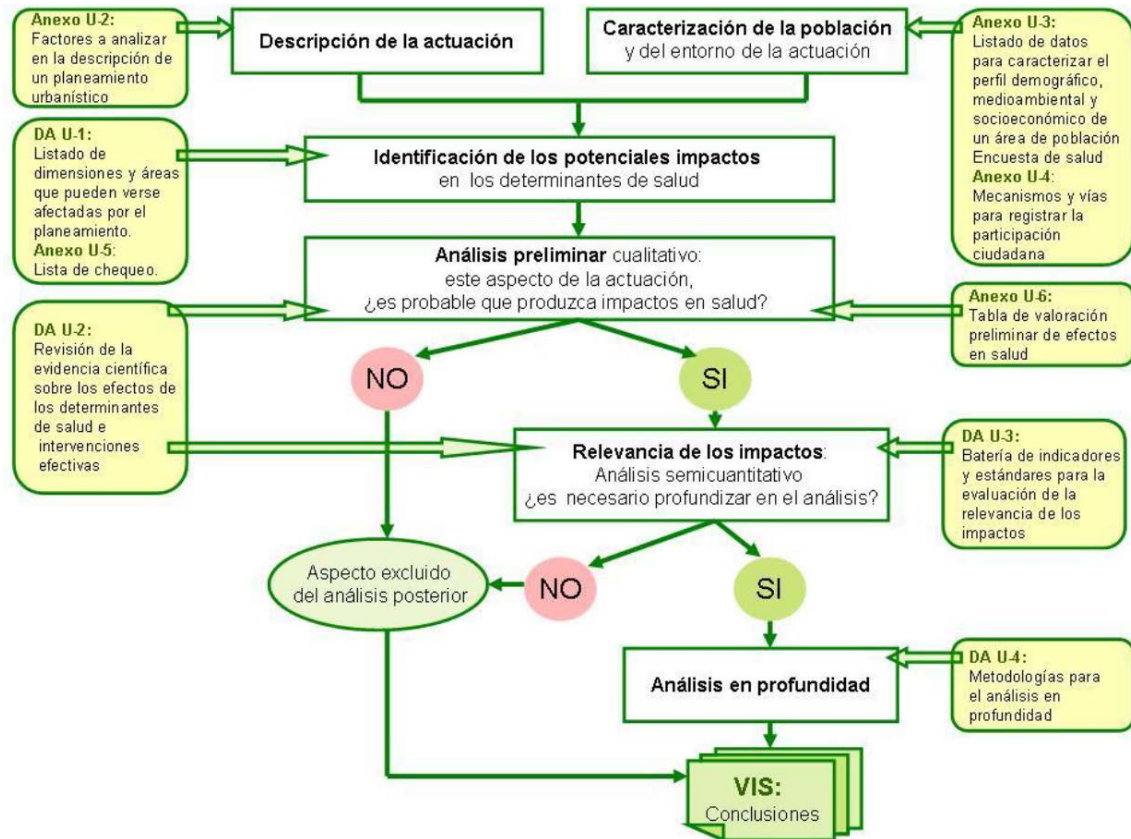 Anexo U-2:
Factores a analizar
en la descripción de
un planeamiento
urbanístico
Descripción de la actuación
Caracterización de la población
y del entorno de la actuación
Anexo U-3:
Listado de datos
para caracterizar el
perfil demográfico,
medioambiental y
socioeconómico de
un área de población
Encuesta de salud
Anexo U-4:
Mecanismos y vías
para registrar la
participación
ciudadana
DA U-1:
Listado de
dimensiones y áreas
que pueden verse
afectadas por el
planeamiento.
Anexo U-5:
Lista de chequeo.
Identificación de los potenciales impactos
en los determinantes de salud
Análisis preliminar cualitativo:
este aspecto de la actuación,
¿es probable que produzca impactos en salud?
Anexo U-6:
Tabla de valoración
preliminar de efectos
en salud
DA U-2:
Revisión de la
evidencia científica
sobre los efectos de
los determinantes
de salud e
intervenciones
efectivas
NO
SI
Relevancia de los impactos:
Análisis semicuantitativo
¿es necesario profundizar en el análisis?
DA U-3:
Batería de indicadores
y estándares para la
evaluación de la
relevancia de los
impactos
Aspecto excluido
del análisis posterior
NO
SI
Análisis en profundidad
DA U-4:
Metodologías para
el análisis en
profundidad
VIS:
Conclusiones